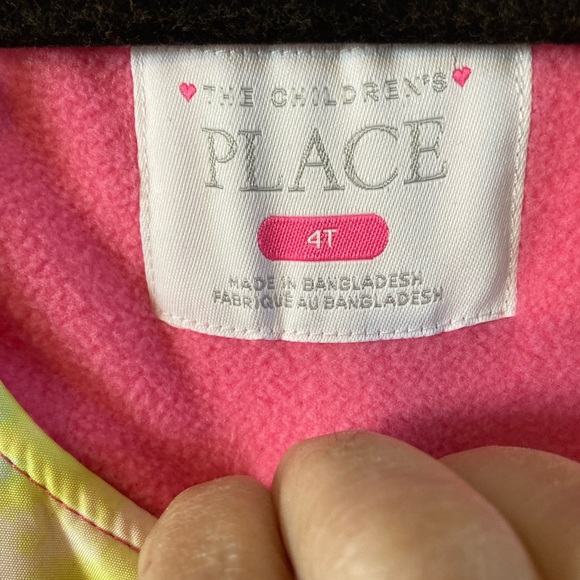 THE CHILDREN'S
PLACE
4T
MADE IN BANGLADESH
FABRIQUÉ AU BANGLADESH